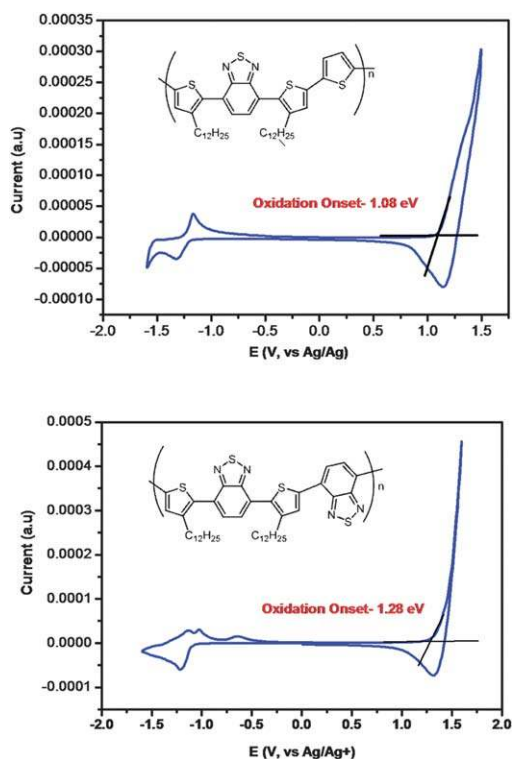 0.00035
0.00030
0.00025
0.00020
0.00015
0.00010
0.00005
0.00000
-0.00005
-0.00010
Current (a.u)
N S N
S S S
n
C12H25 C12H25
Oxidation Onset- 1.08 eV
-2.0 -1.5 -1.0 -0.5 0.0 0.5 1.0 1.5
E (V, vs Ag/Ag)
0.0005
0.0004
0.0003
0.0002
0.0001
0.0000
-0.0001
Current (a.u)
N S N
S S
N S N
n
C12H25 C12H25
Oxidation Onset- 1.28 eV
-2.0 -1.5 -1.0 -0.5 0.0 0.5 1.0 1.5 2.0
E (V, vs Ag/Ag+)